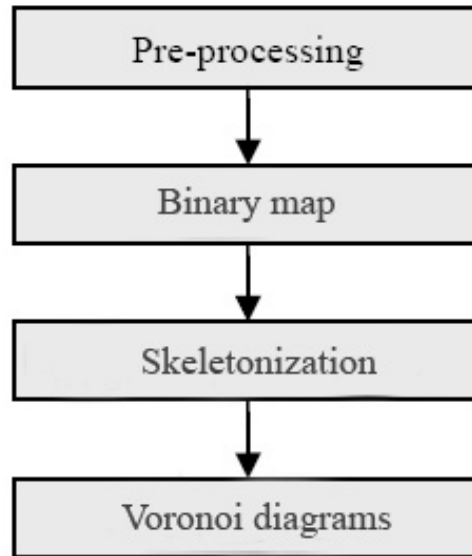 Pre-processing
Binary map
Skeletonization
Voronoi diagrams